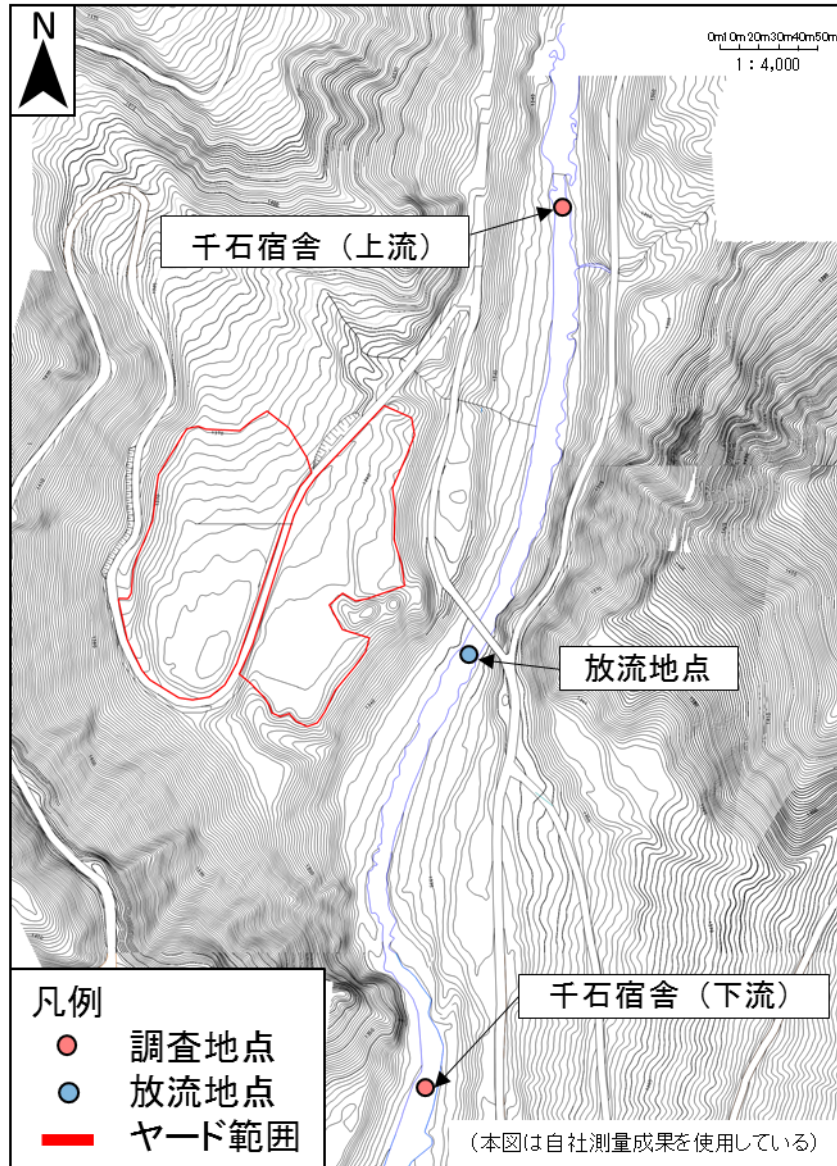 N
0m10m20m30m40m50m
1：4,000
千石宿舎（上流）
放流地点
千石宿舎（下流）
凡例
調査地点
放流地点
ヤード範囲
（本図は自社測量成果を使用している）